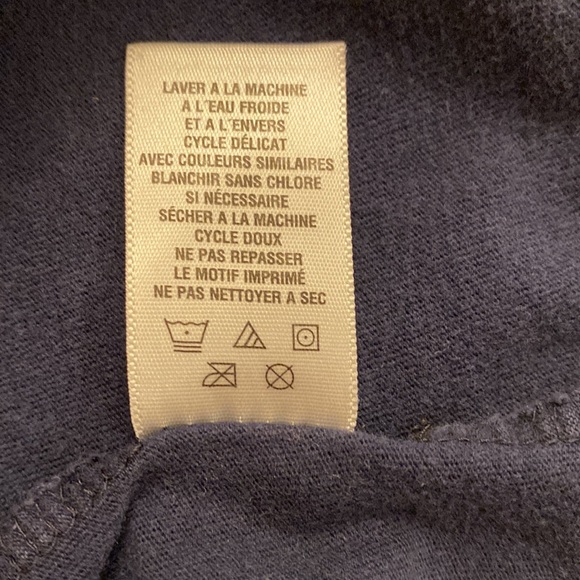 LAVER A LA MACHINE
A L'EAU FROIDE
ET A L'ENVERS
CYCLE DÉLICAT
AVEC COULEURS SIMILAIRES
BLANCHIR SANS CHLORE
SI NÉCESSAIRE
SÉCHER A LA MACHINE
CYCLE DOUX
NE PAS REPASSER
LE MOTIF IMPRIMÉ
NE PAS NETTOYER A SEC